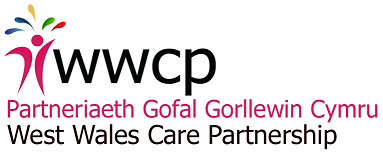 wwcp
Partneriaeth Gofal Gorllewin Cymru
West Wales Care Partnership